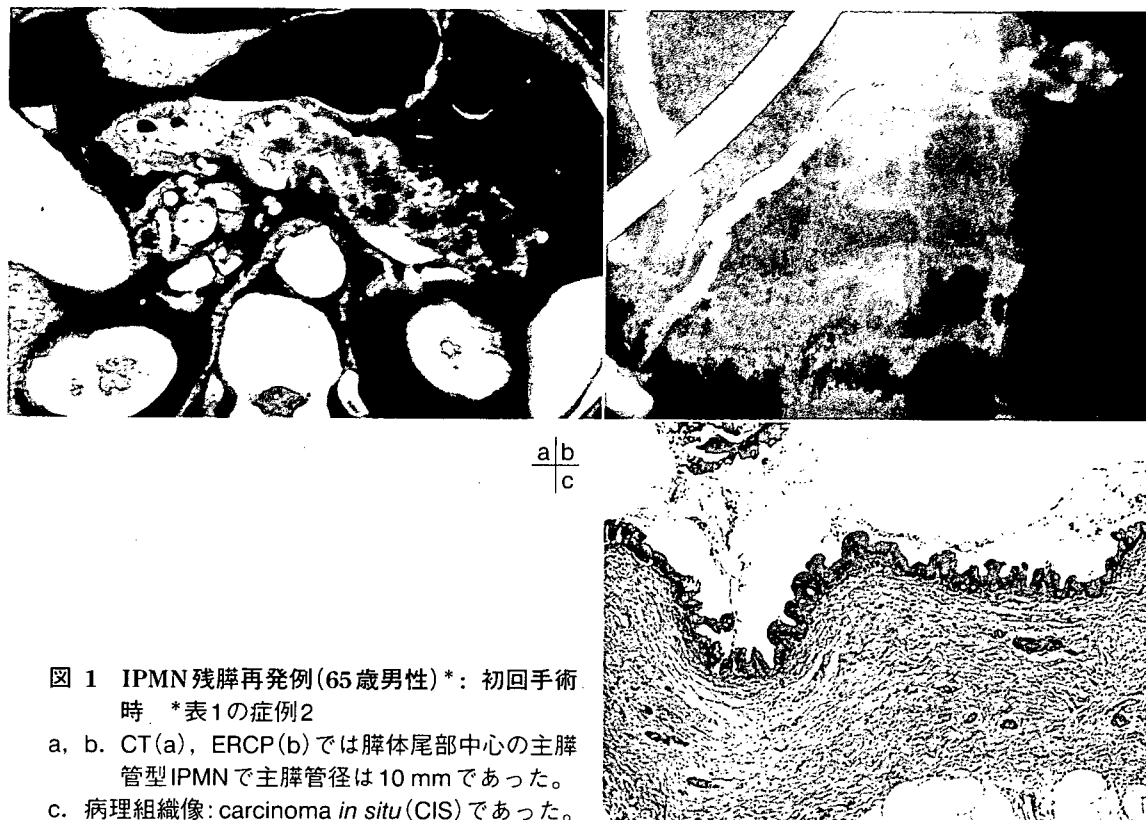 a b
c
図 1 IPMN残膵再発例(65歳男性)*: 初回手術
時 *表1の症例2
a, b. CT(a), ERCP(b)では膵体尾部中心の主膵
管型IPMNで主膵管径は10 mmであった。
c. 病理組織像: carcinoma in situ(CIS)であった。